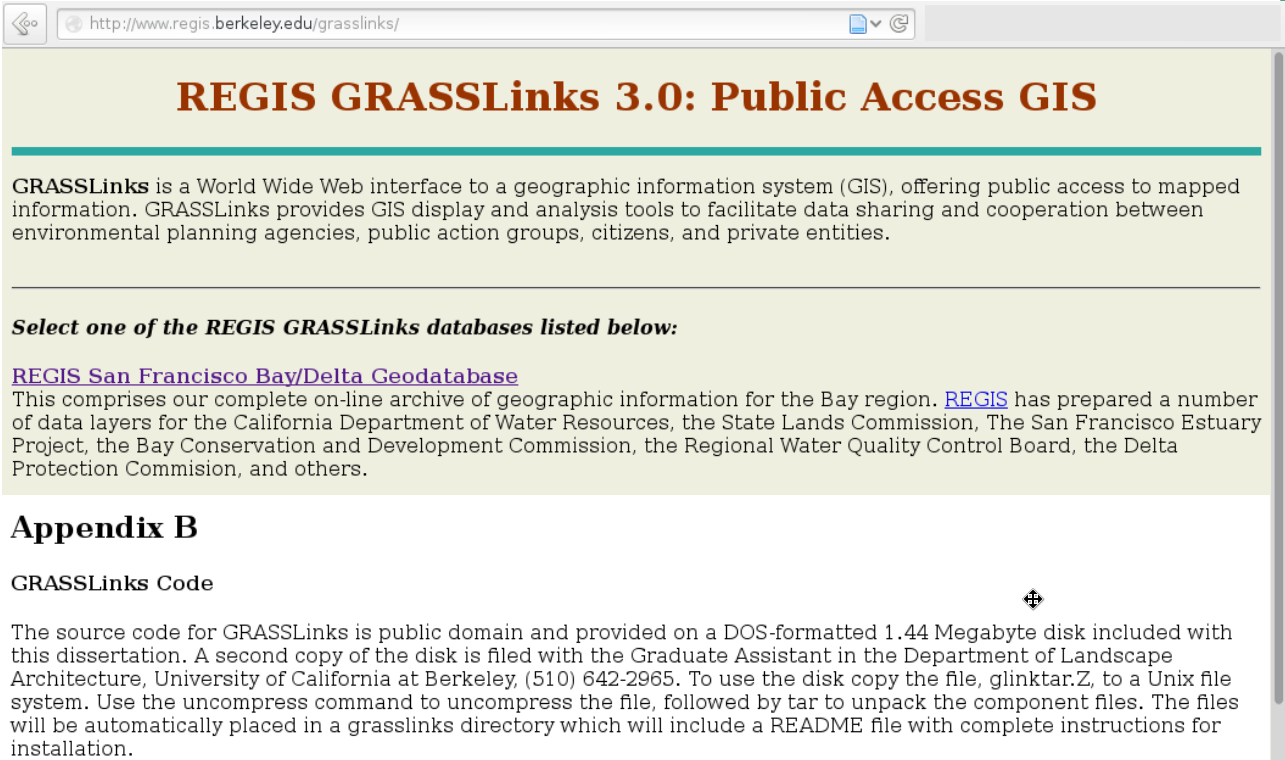 http://www.regis.berkeley.edu/grasslinks/
REGIS GRASSLinks 3.0: Public Access GIS
GRASSLinks is a World Wide Web interface to a geographic information system (GIS), offering public access to mapped
information. GRASSLinks provides GIS display and analysis tools to facilitate data sharing and cooperation between
environmental planning agencies, public action groups, citizens, and private entities.
Select one of the REGIS GRASSLinks databases listed below:
REGIS San Francisco Bay/Delta Geodatabase
This comprises our complete on-line archive of geographic information for the Bay region. REGIS has prepared a number
of data layers for the California Department of Water Resources, the State Lands Commission, The San Francisco Estuary
Project, the Bay Conservation and Development Commission, the Regional Water Quality Control Board, the Delta
Protection Commision, and others.
Appendix B
GRASSLinks Code
The source code for GRASSLinks is public domain and provided on a DOS-formatted 1.44 Megabyte disk included with
this dissertation. A second copy of the disk is filed with the Graduate Assistant in the Department of Landscape
Architecture, University of California at Berkeley, (510) 642-2965. To use the disk copy the file, glinktar.Z, to a Unix file
system. Use the uncompress command to uncompress the file, followed by tar to unpack the component files. The files
will be automatically placed in a grasslinks directory which will include a README file with complete instructions for
installation.